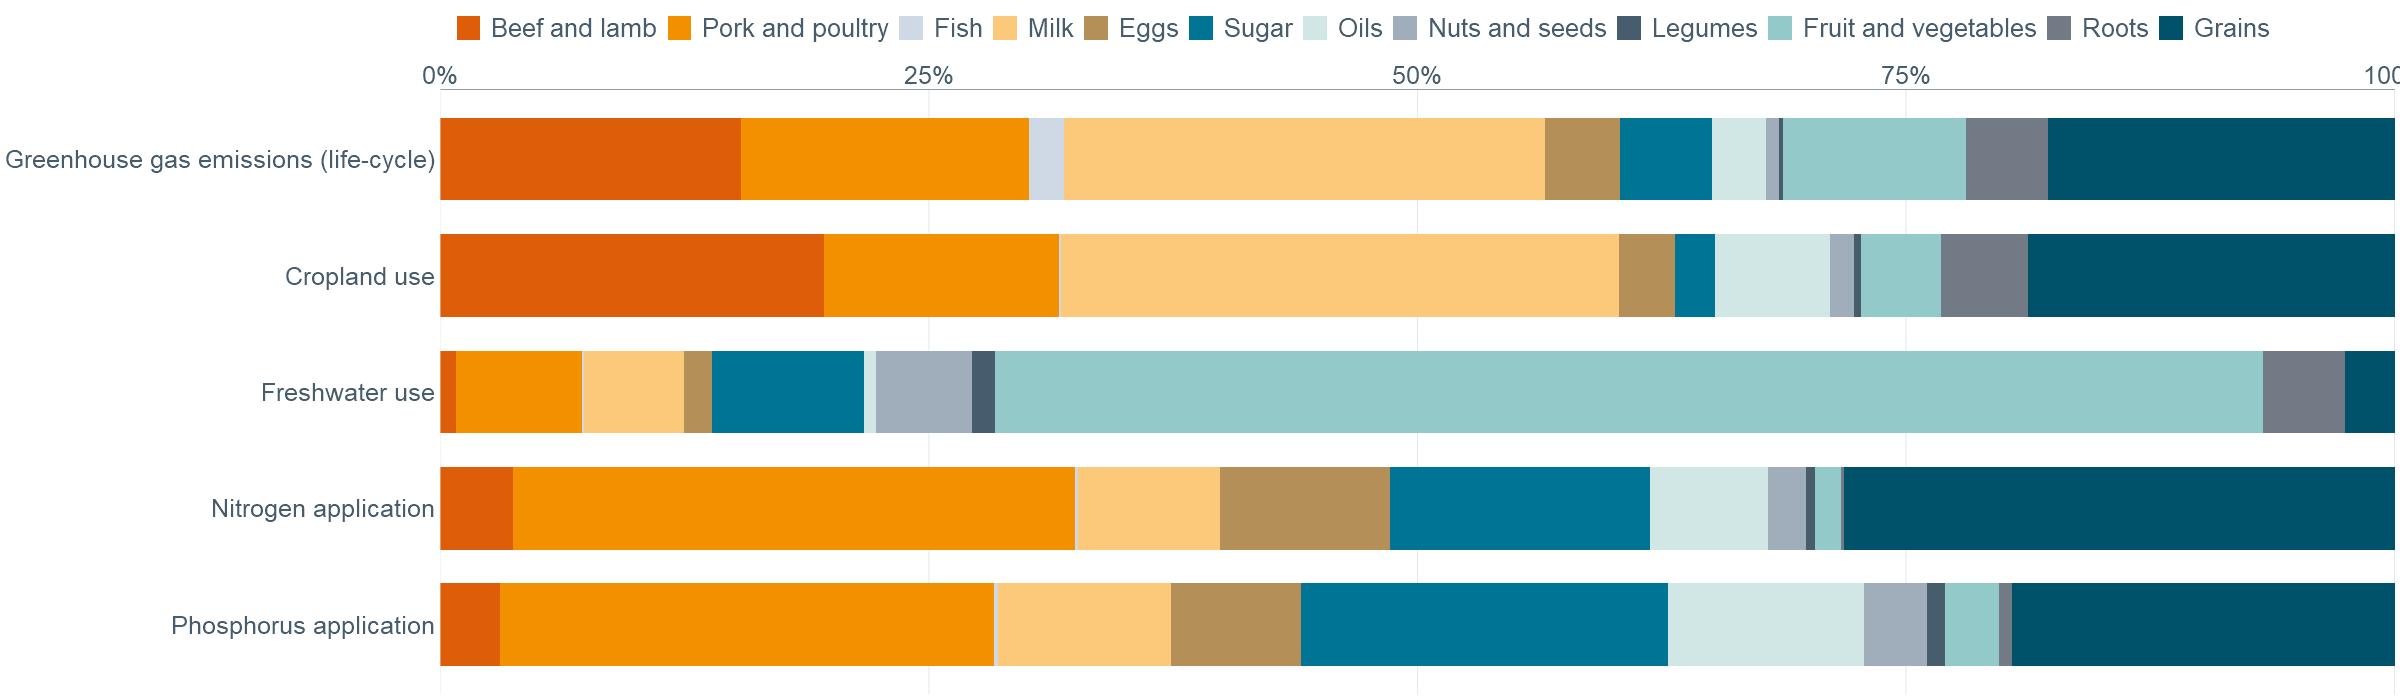 Beef and lamb Pork and poultry Fish Milk Eggs Sugar Oils Nuts and seeds Legumes Fruit and vegetables Roots Grains
0% 25% 50% 75% 100
Greenhouse gas emissions (life-cycle)
Cropland use
Freshwater use
Nitrogen application
Phosphorus application